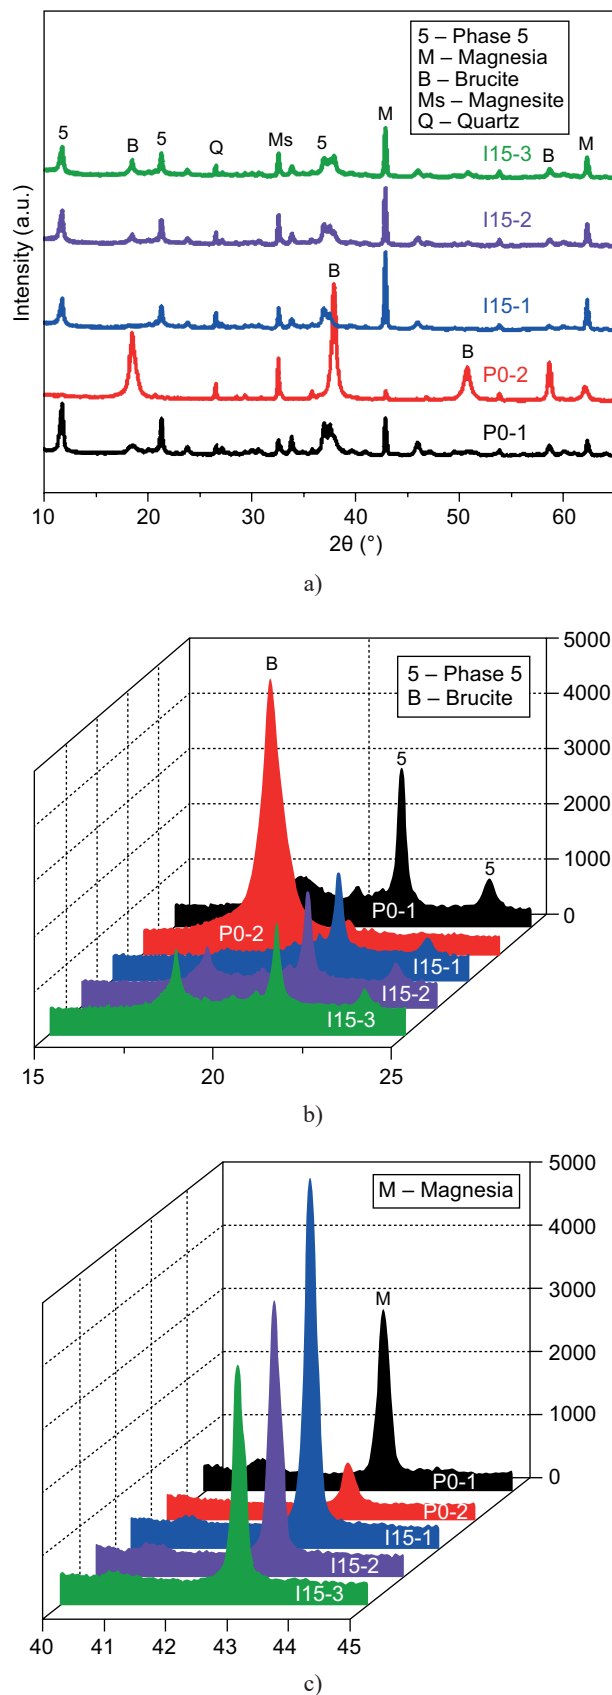 5 – Phase 5
M – Magnesia
B – Brucite
Ms – Magnesite
Q – Quartz
5
B
5
Q
Ms
5
M
B
M
I15-3
I15-2
B
I15-1
B
P0-2
P0-1
Intensity (a.u.)
10 20 30 40 50 60
2θ (°)
a)
5 – Phase 5
B – Brucite
B
5
5
5000
4000
3000
2000
1000
0
P0-1
P0-2
I15-1
I15-2
I15-3
15 20 25
b)
M – Magnesia
M
5000
4000
3000
2000
1000
0
P0-1
P0-2
I15-1
I15-2
I15-3
40 41 42 43 44 45
c)